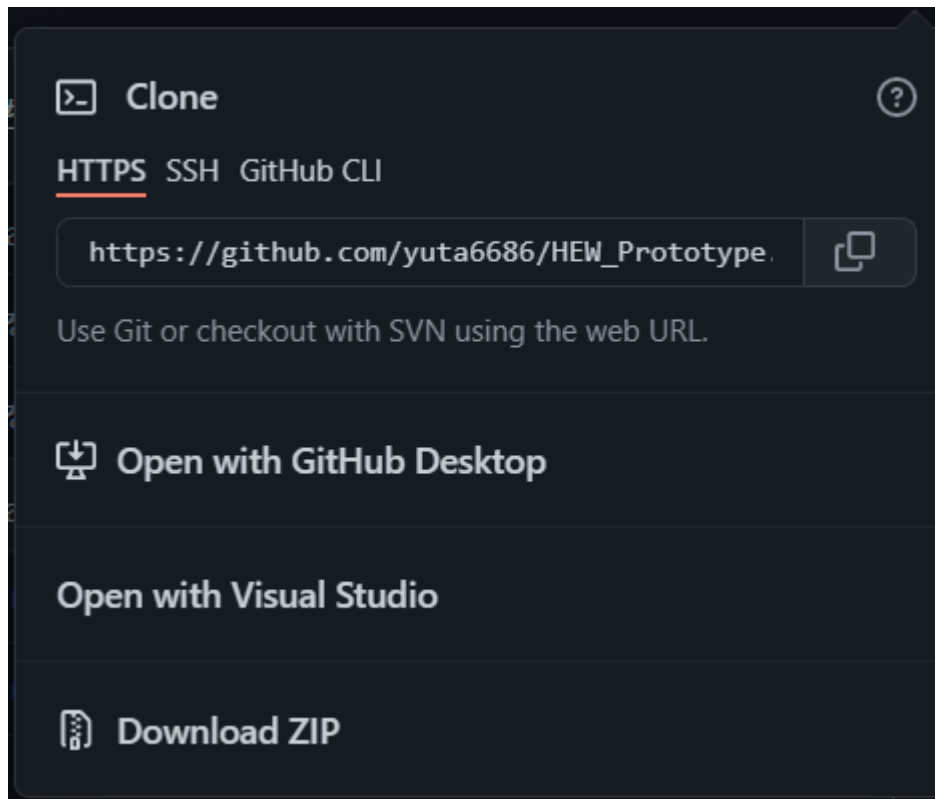 Clone
HTTPS SSH GitHub CLI
https://github.com/yuta6686/HEW_Prototype.
Use Git or checkout with SVN using the web URL.
Open with GitHub Desktop
Open with Visual Studio
Download ZIP